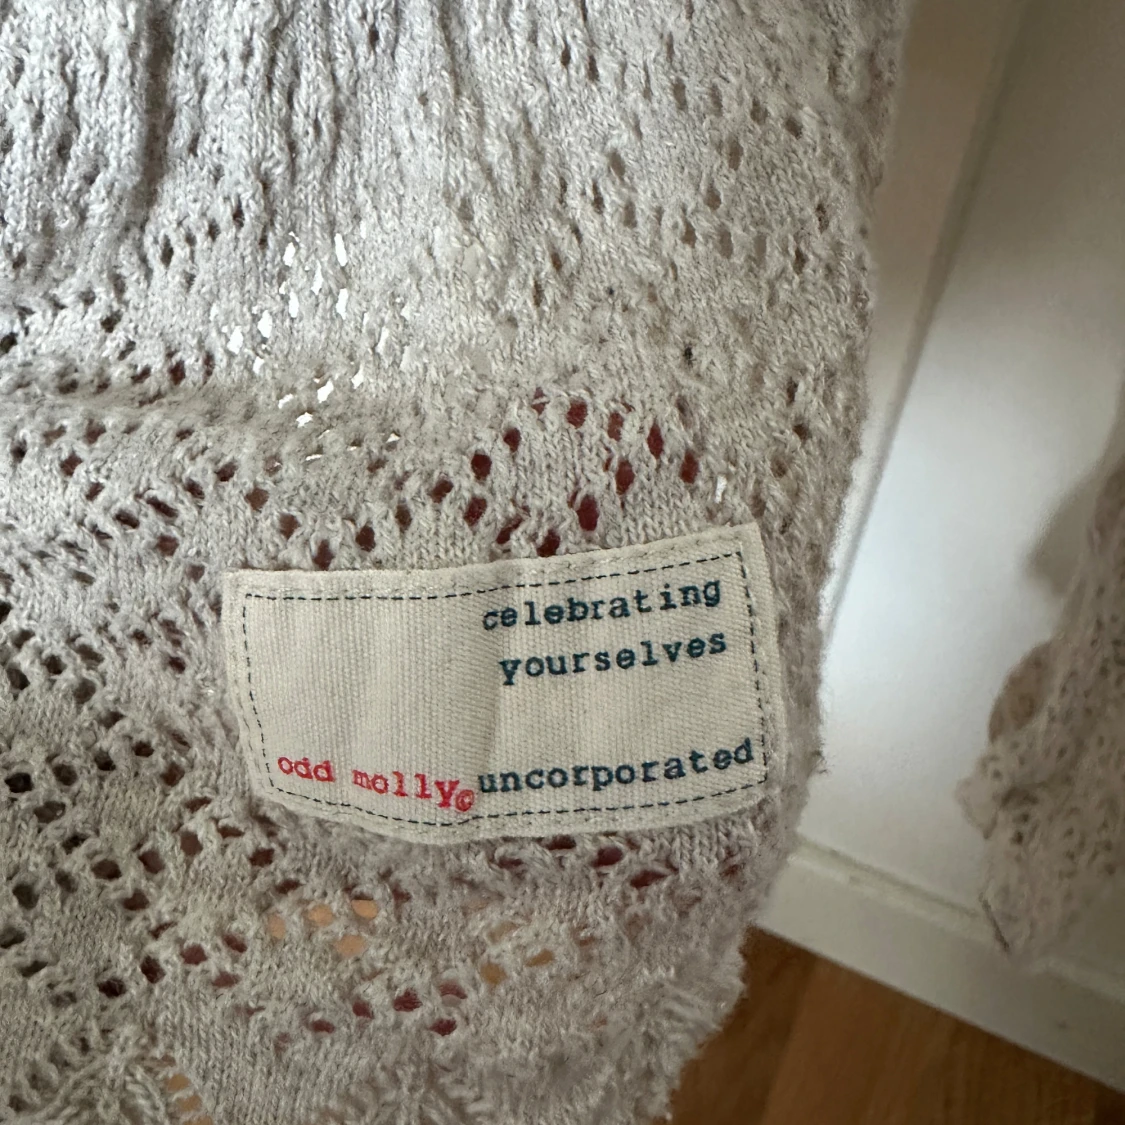 celebrating
yourselves
odd molly© uncorporated